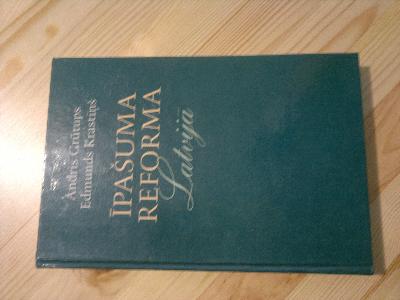 Andris Grūtups
Edmunds Krastiņš
ĪPAŠUMA
REFORMA
Latvijā